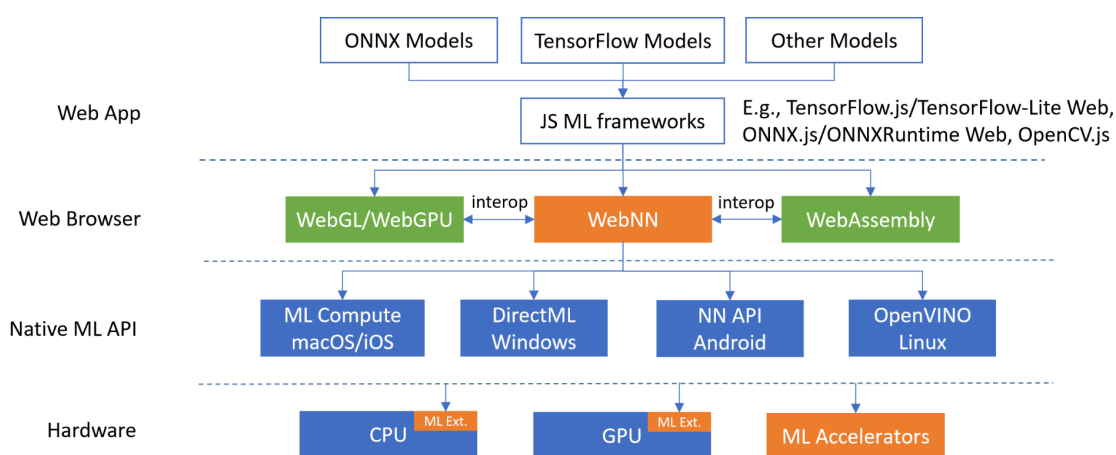 ONNX Models
TensorFlow Models
Other Models
Web App
JS ML frameworks
E.g., TensorFlow.js/TensorFlow-Lite Web,
ONNX.js/ONNXRuntime Web, OpenCV.js
Web Browser
WebGL/WebGPU
interop
WebNN
interop
WebAssembly
Native ML API
ML Compute
macOS/iOS
DirectML
Windows
NN API
Android
OpenVINO
Linux
Hardware
CPU
ML Ext.
GPU
ML Ext.
ML Accelerators